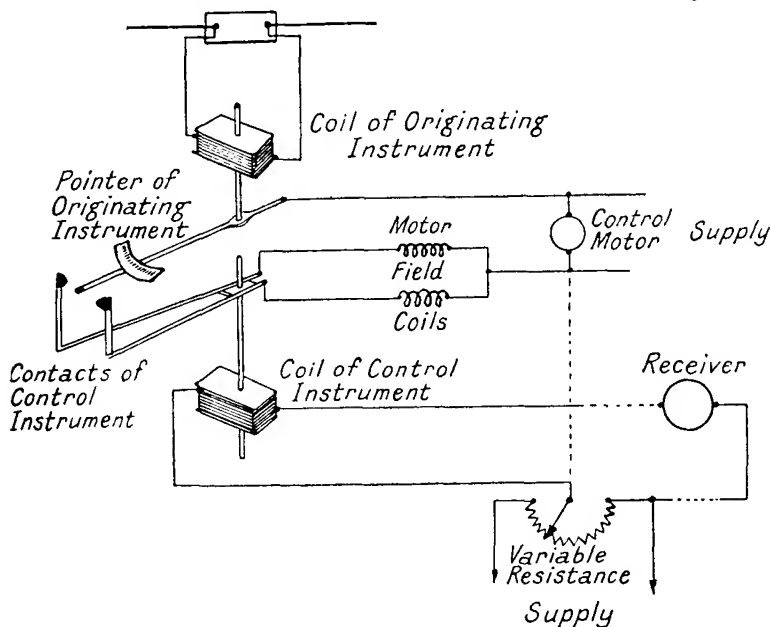 Coil of Originating
Instrument
Pointer of
Originating
Instrument
Motor
Field
Coils
Control
Motor
Supply
Contacts of
Control
Instrument
Coil of Control
Instrument
Receiver
Variable
Resistance
Supply